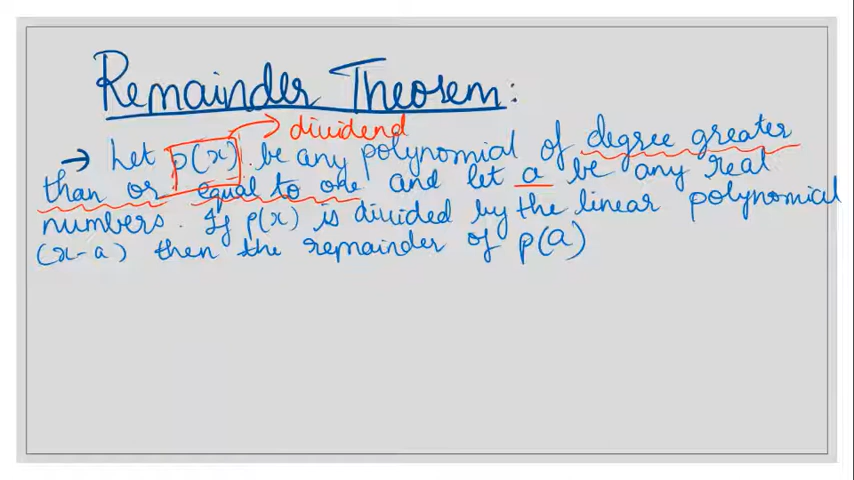 Remainder Theorem:
dividend
→ Let p(x) be any polynomial of degree greater
than or equal to one and let a be any real
numbers. If p(x) is divided by the linear polynomial
(x-a) then the remainder of p(a)